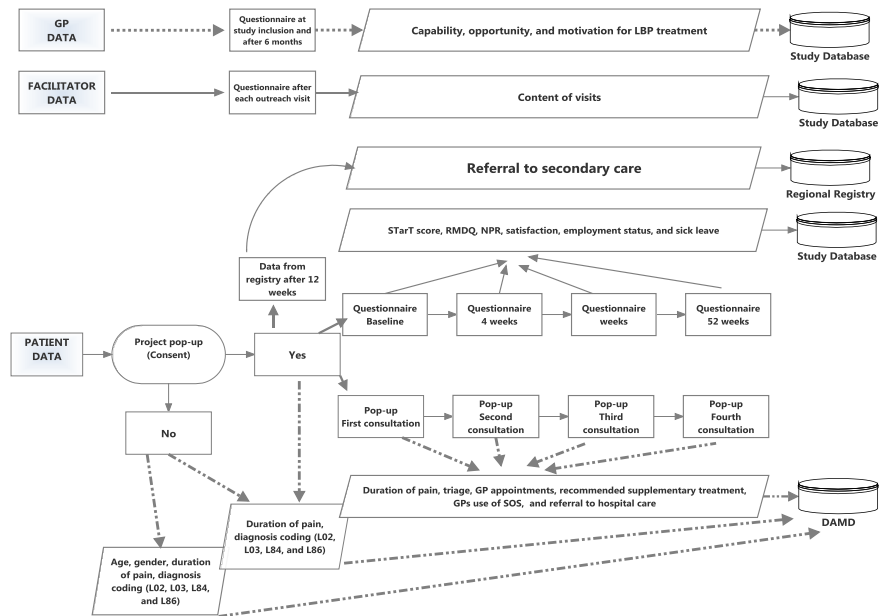 GP
DATA
Questionnaire at
study inclusion and
after 6 months
Capability, opportunity, and motivation for LBP treatment
Study Database
FACILITATOR
DATA
Questionnaire after
each outreach visit
Content of visits
Study Database
Referral to secondary care
Regional Registry
STarT score, RMDQ, NPR, satisfaction, employment status, and sick leave
Study Database
Data from
registry after 12
weeks
Questionnaire
Baseline
Questionnaire
4 weeks
Questionnaire
weeks
Questionnaire
52 weeks
PATIENT
DATA
Project pop-up
(Consent)
Yes
No
Pop-up
First consultation
Pop-up
Second
consultation
Pop-up
Third
consultation
Pop-up
Fourth
consultation
Duration of pain, triage, GP appointments, recommended supplementary treatment,
GPs use of SOS, and referral to hospital care
DAMD
Duration of pain,
diagnosis coding (L02,
L03, L84, and L86)
Age, gender, duration
of pain, diagnosis
coding (L02, L03, L84,
and L86)